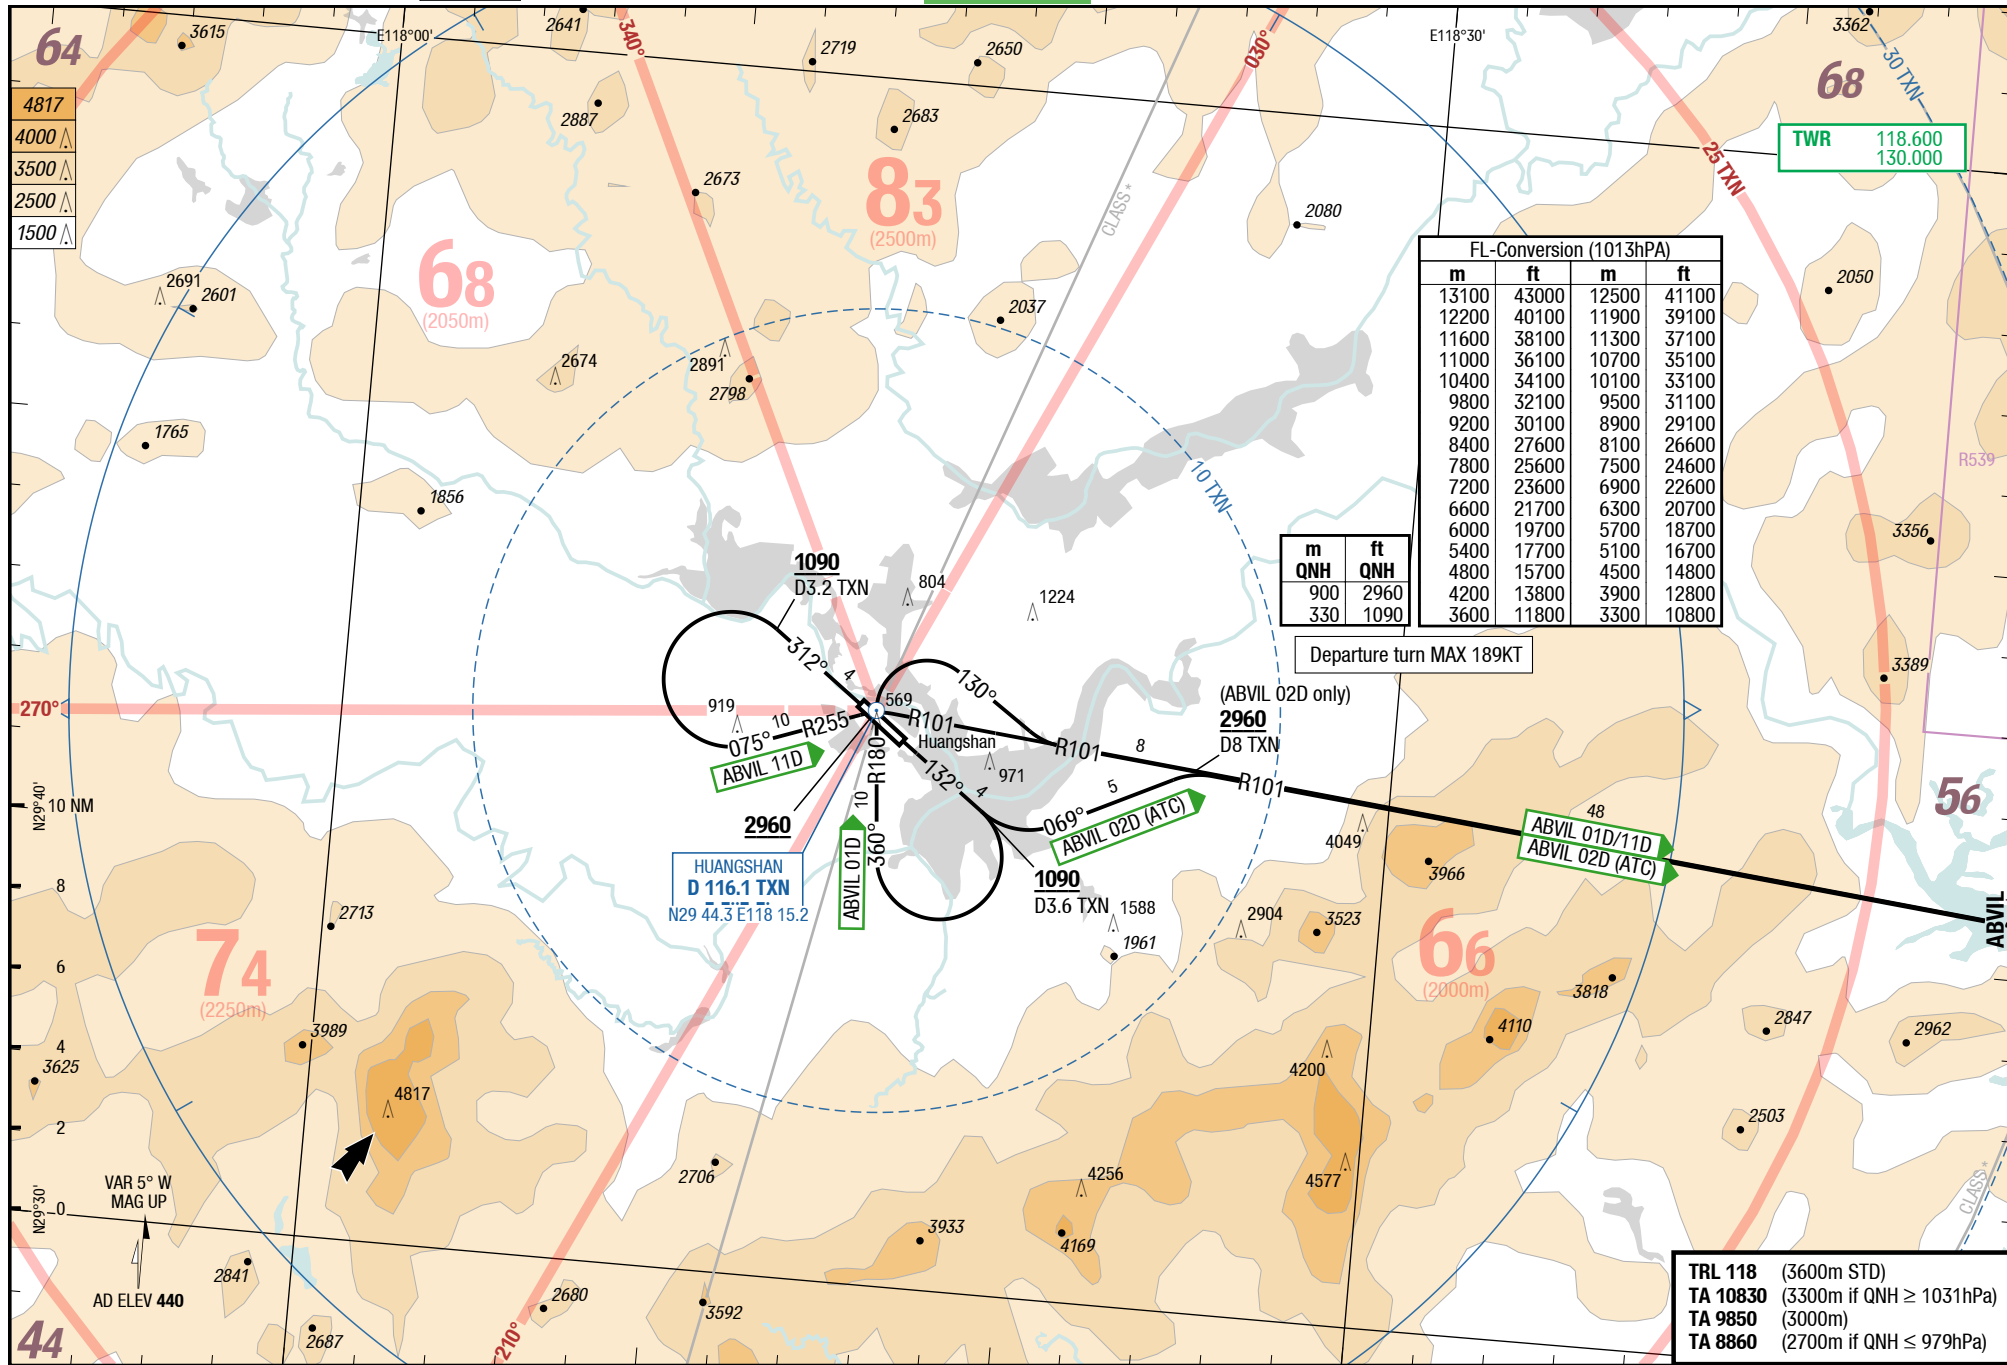 64
3615
E118°00'
2641
340°
2719
2650
030°
E118°30'
3362
30 TXN
68
4817
4000
3500
2500
1500
2887
2683
TWR 118.600
130.000
25 TXN
2673
83
(2500m)
CLASS *
2080
68
(2050m)
2691
2601
2037
2050
FL-Conversion (1013hPA)
m ft m ft
13100 43000 12500 41100
12200 40100 11900 39100
11600 38100 11300 37100
11000 36100 10700 35100
10400 34100 10100 33100
9800 32100 9500 31100
9200 30100 8900 29100
8400 27600 8100 26600
7800 25600 7500 24600
7200 23600 6900 22600
6600 21700 6300 20700
6000 19700 5700 18700
5400 17700 5100 16700
4800 15700 4500 14800
4200 13800 3900 12800
3600 11800 3300 10800
2674
2891
2798
1765
1856
10 TXN
R539
3356
m ft
QNH QNH
900 2960
330 1090
Departure turn MAX 189KT
1090
D3.2 TXN
804
1224
312°
4
130°
3389
270°
919
10
R255
075°
ABVIL 11D
569
R101
Huangshan
R180
971
132°
4
R101
8
(ABVIL 02D only)
2960
D8 TXN
R101
5
069°
ABVIL 02D (ATC)
56
N29°40'
10 NM
2960
10
360°
ABVIL 01D
HUANGSHAN
D 116.1 TXN
N29 44.3 E118 15.2
1090
D3.6 TXN
4049
3966
48
ABVIL 01D/11D
ABVIL 02D (ATC)
ABVIL
8
2713
1588
1961
2904
3523
66
(2000m)
74
(2250m)
6
3818
3989
4110
2847
2962
4
3625
4817
4200
2
2503
2706
4256
4577
VAR 5° W
MAG UP
N29°30'
0
3933
4169
CLASS *
2841
AD ELEV 440
2680
3592
44
2687
210°
TRL 118 (3600m STD)
TA 10830 (3300m if QNH ≥ 1031hPa)
TA 9850 (3000m)
TA 8860 (2700m if QNH ≤ 979hPa)